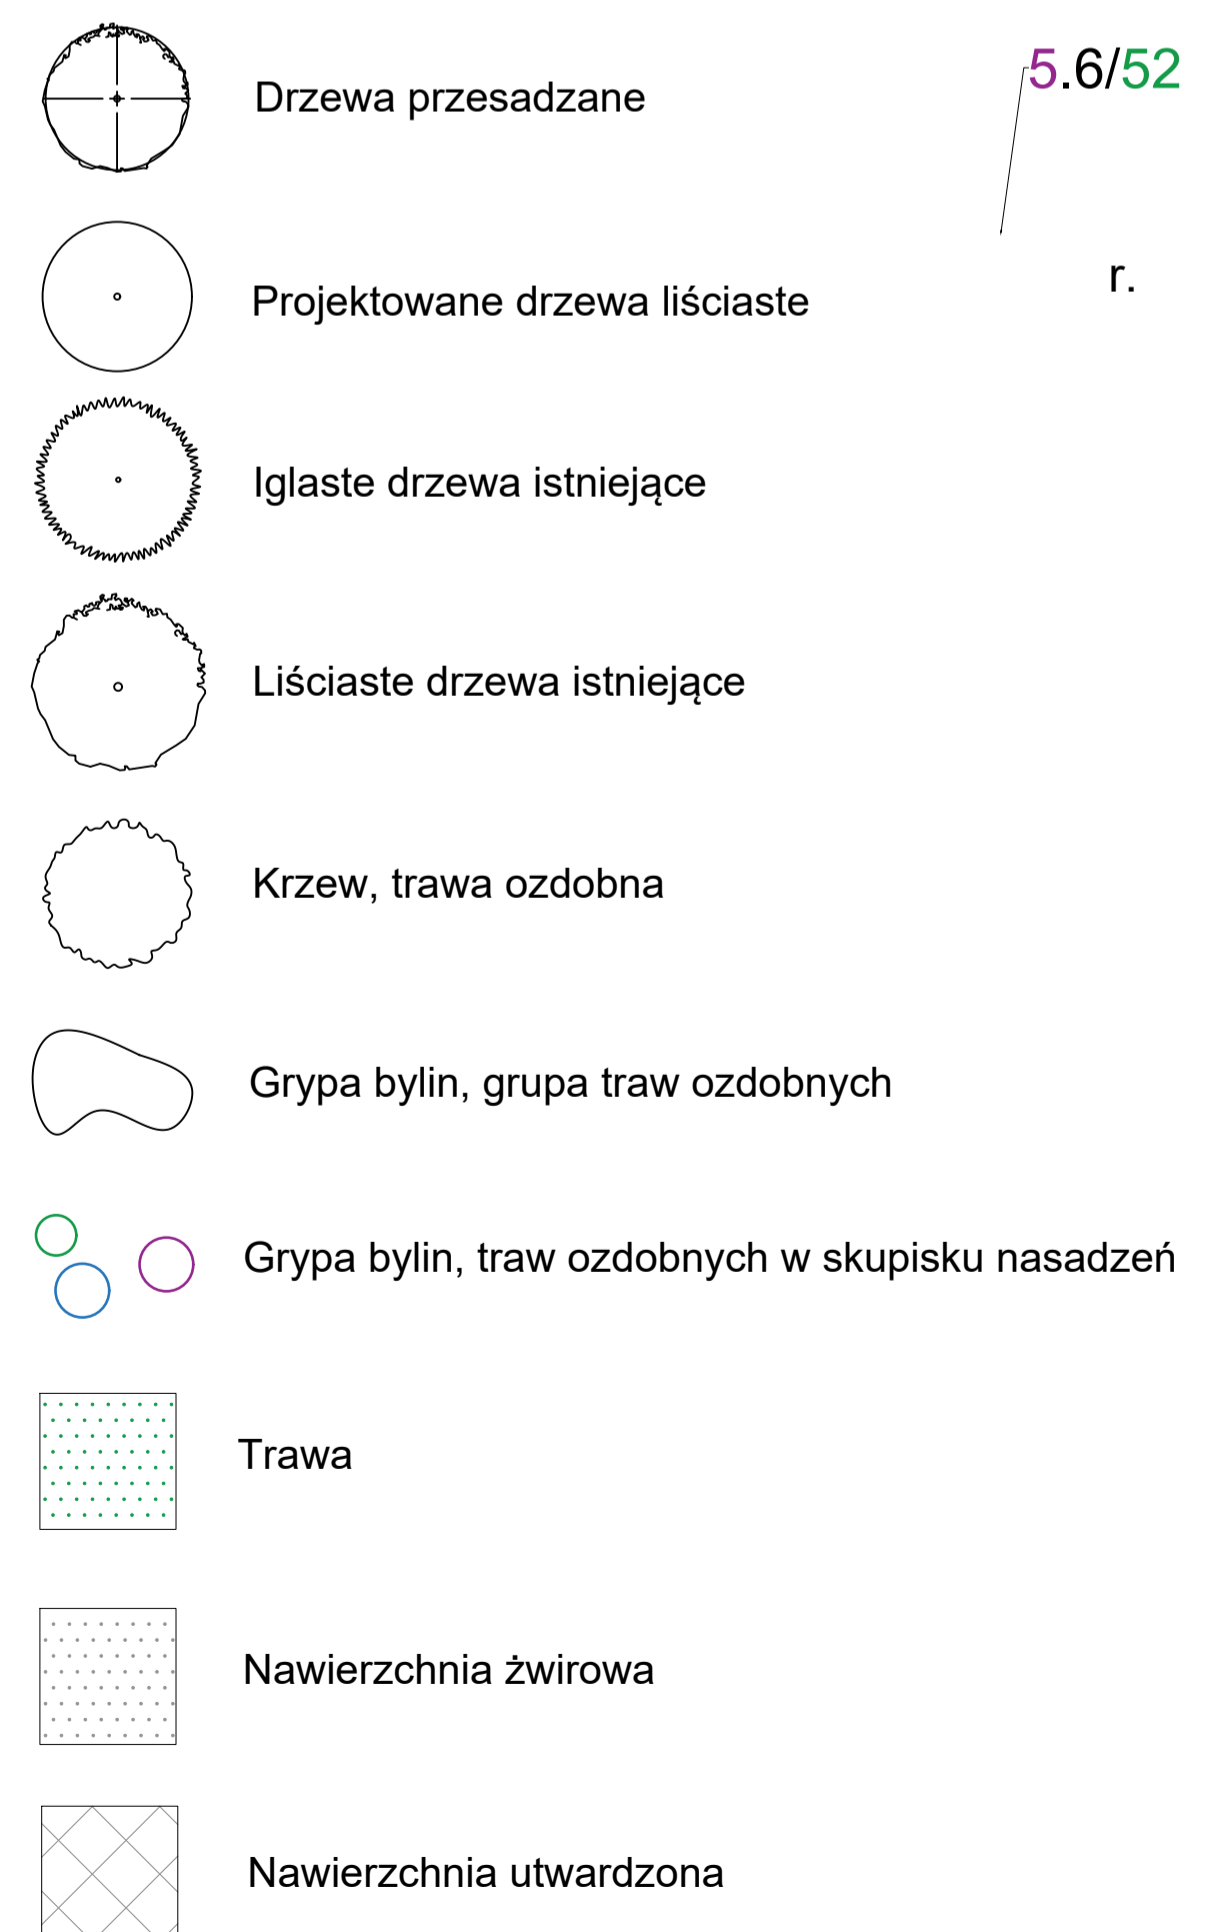 Drzewa przesadzane
5.6/52
r.
Projektowane drzewa liściaste
Iglaste drzewa istniejące
Liściaste drzewa istniejące
Krzew, trawa ozdobna
Grypa bylin, grupa traw ozdobnych
Grypa bylin, traw ozdobnych w skupisku nasadzeń
Trawa
Nawierzchnia żwirowa
Nawierzchnia utwardzona